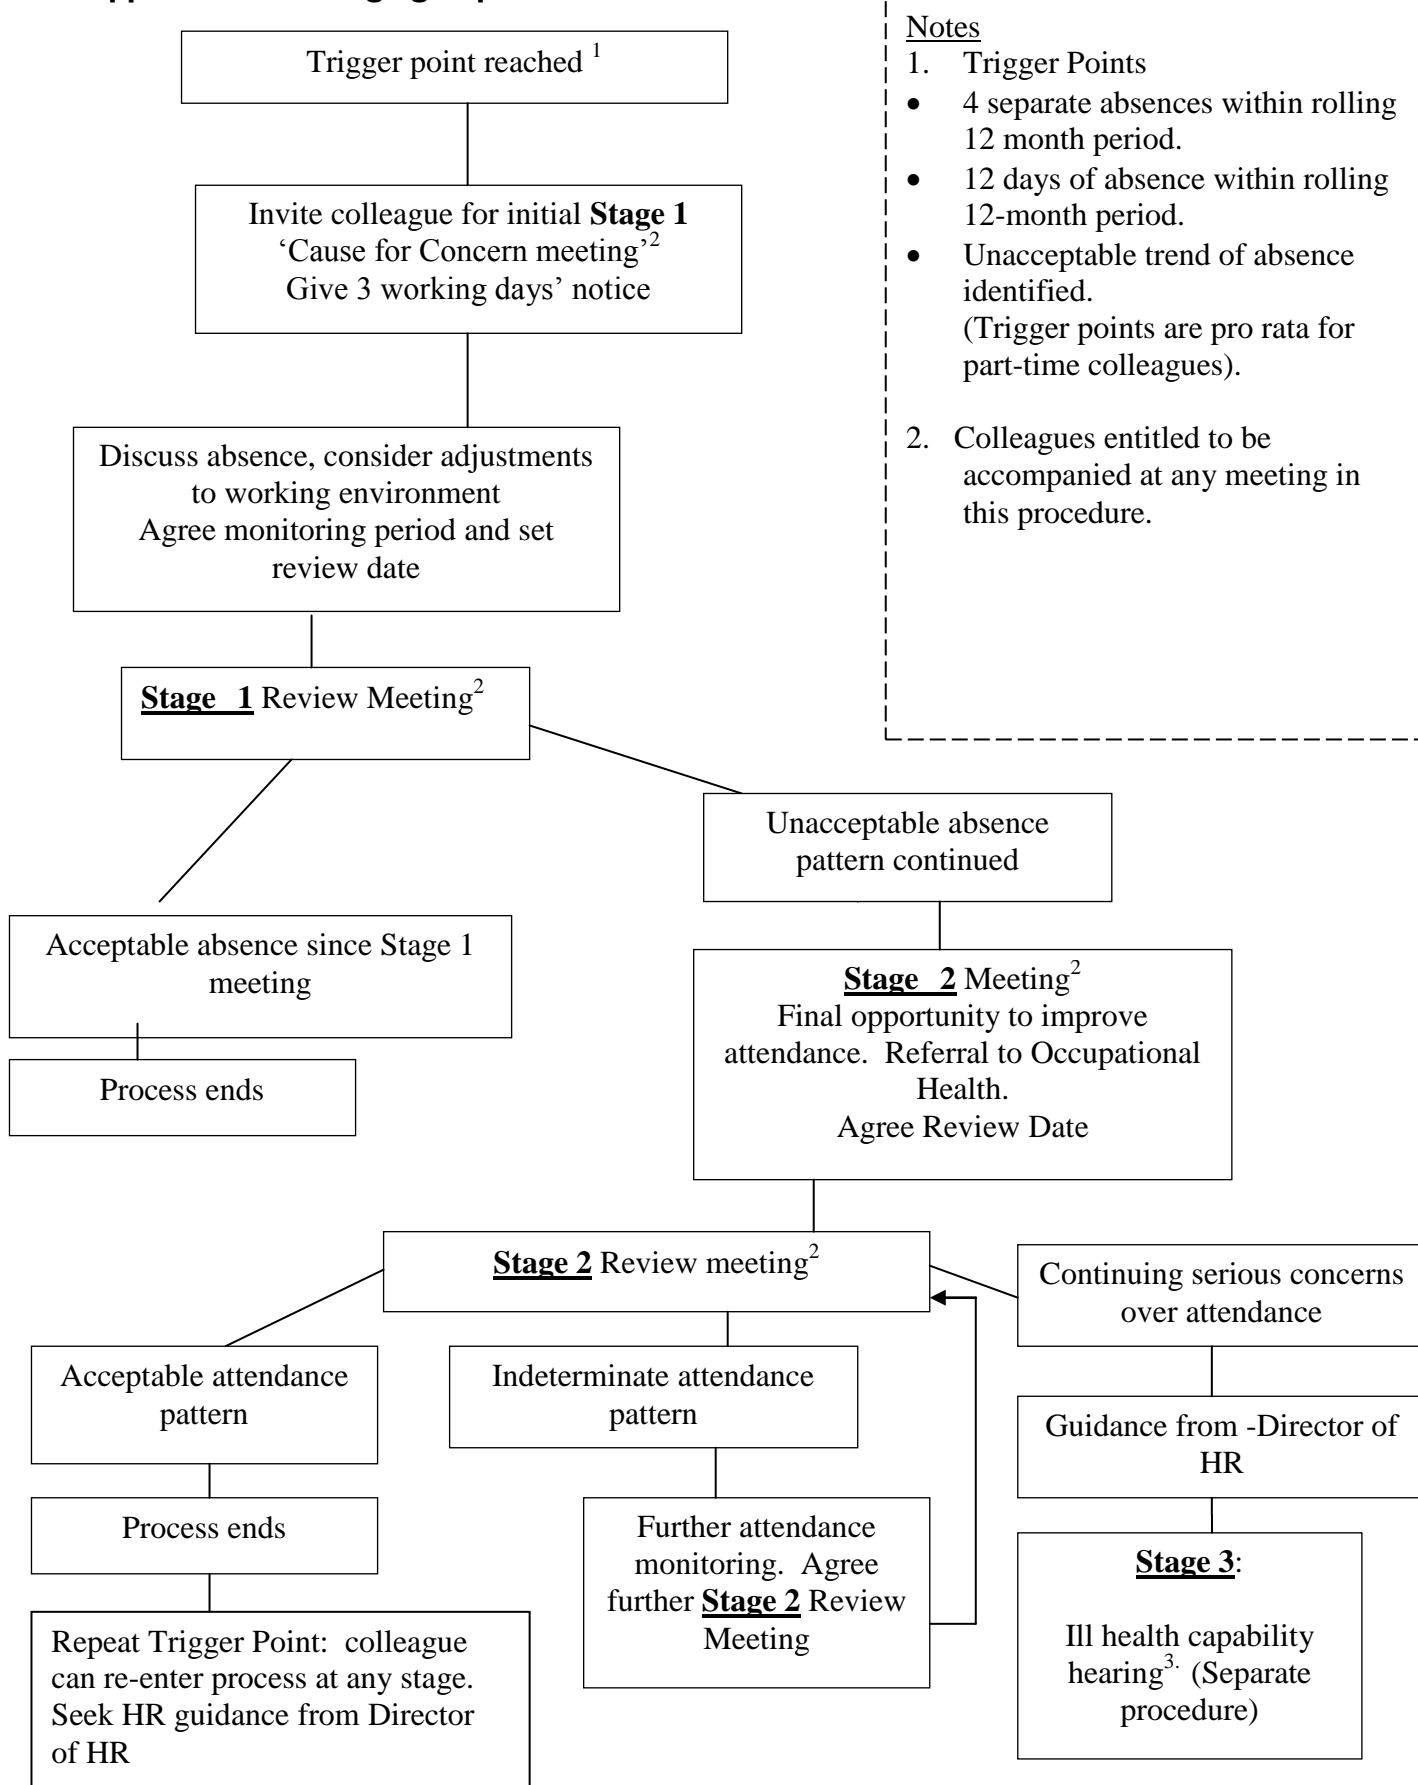 Trigger point reached 1
Invite colleague for initial Stage 1
‘Cause for Concern meeting’2
Give 3 working days’ notice
Discuss absence, consider adjustments
to working environment
Agree monitoring period and set
review date
Stage 1 Review Meeting2
Unacceptable absence
pattern continued
Acceptable absence since Stage 1
meeting
Process ends
Stage 2 Meeting2
Final opportunity to improve
attendance. Referral to Occupational
Health.
Agree Review Date
Stage 2 Review meeting2
Continuing serious concerns
over attendance
Acceptable attendance
pattern
Indeterminate attendance
pattern
Guidance from -Director of
HR
Process ends
Further attendance
monitoring. Agree
further Stage 2 Review
Meeting
Stage 3:
Ill health capability
hearing3. (Separate
procedure)
Repeat Trigger Point: colleague
can re-enter process at any stage.
Seek HR guidance from Director
of HR
Notes
1. Trigger Points
• 4 separate absences within rolling
12 month period.
• 12 days of absence within rolling
12-month period.
• Unacceptable trend of absence
identified.
(Trigger points are pro rata for
part-time colleagues).
2. Colleagues entitled to be
accompanied at any meeting in
this procedure.